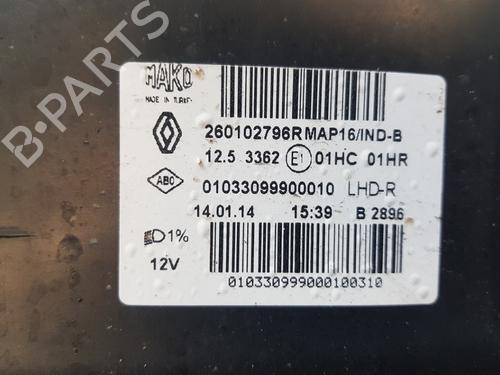 MAKO
MADE IN TURKEY
260102796R MAP16/IND-B
12.5 3362 E1 01HC 01HR
ABO 01033099900010 LHD-R
14.01.14 15:39 B 2896
1%
12V
010330999000100310
B-PARTS